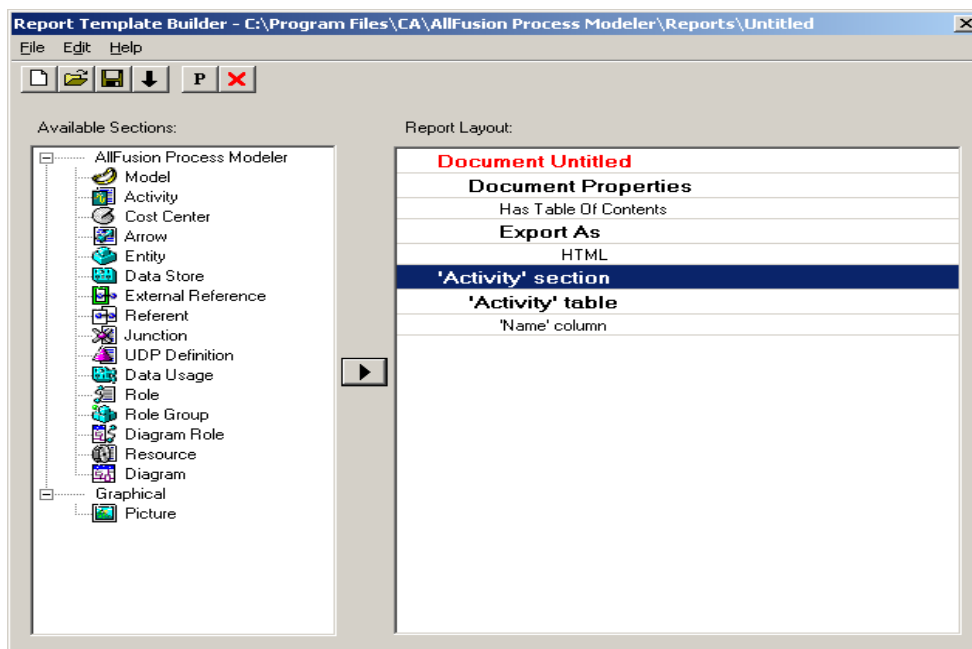 Report Template Builder - C:\Program Files\CA\AllFusion Process Modeler\Reports\Untitled
File Edit Help
P
Available Sections:
AllFusion Process Modeler
Model
Activity
Cost Center
Arrow
Entity
Data Store
External Reference
Referent
Junction
UDP Definition
Data Usage
Role
Role Group
Diagram Role
Resource
Diagram
Graphical
Picture
Report Layout:
Document Untitled
Document Properties
Has Table Of Contents
Export As
HTML
'Activity' section
'Activity' table
'Name' column